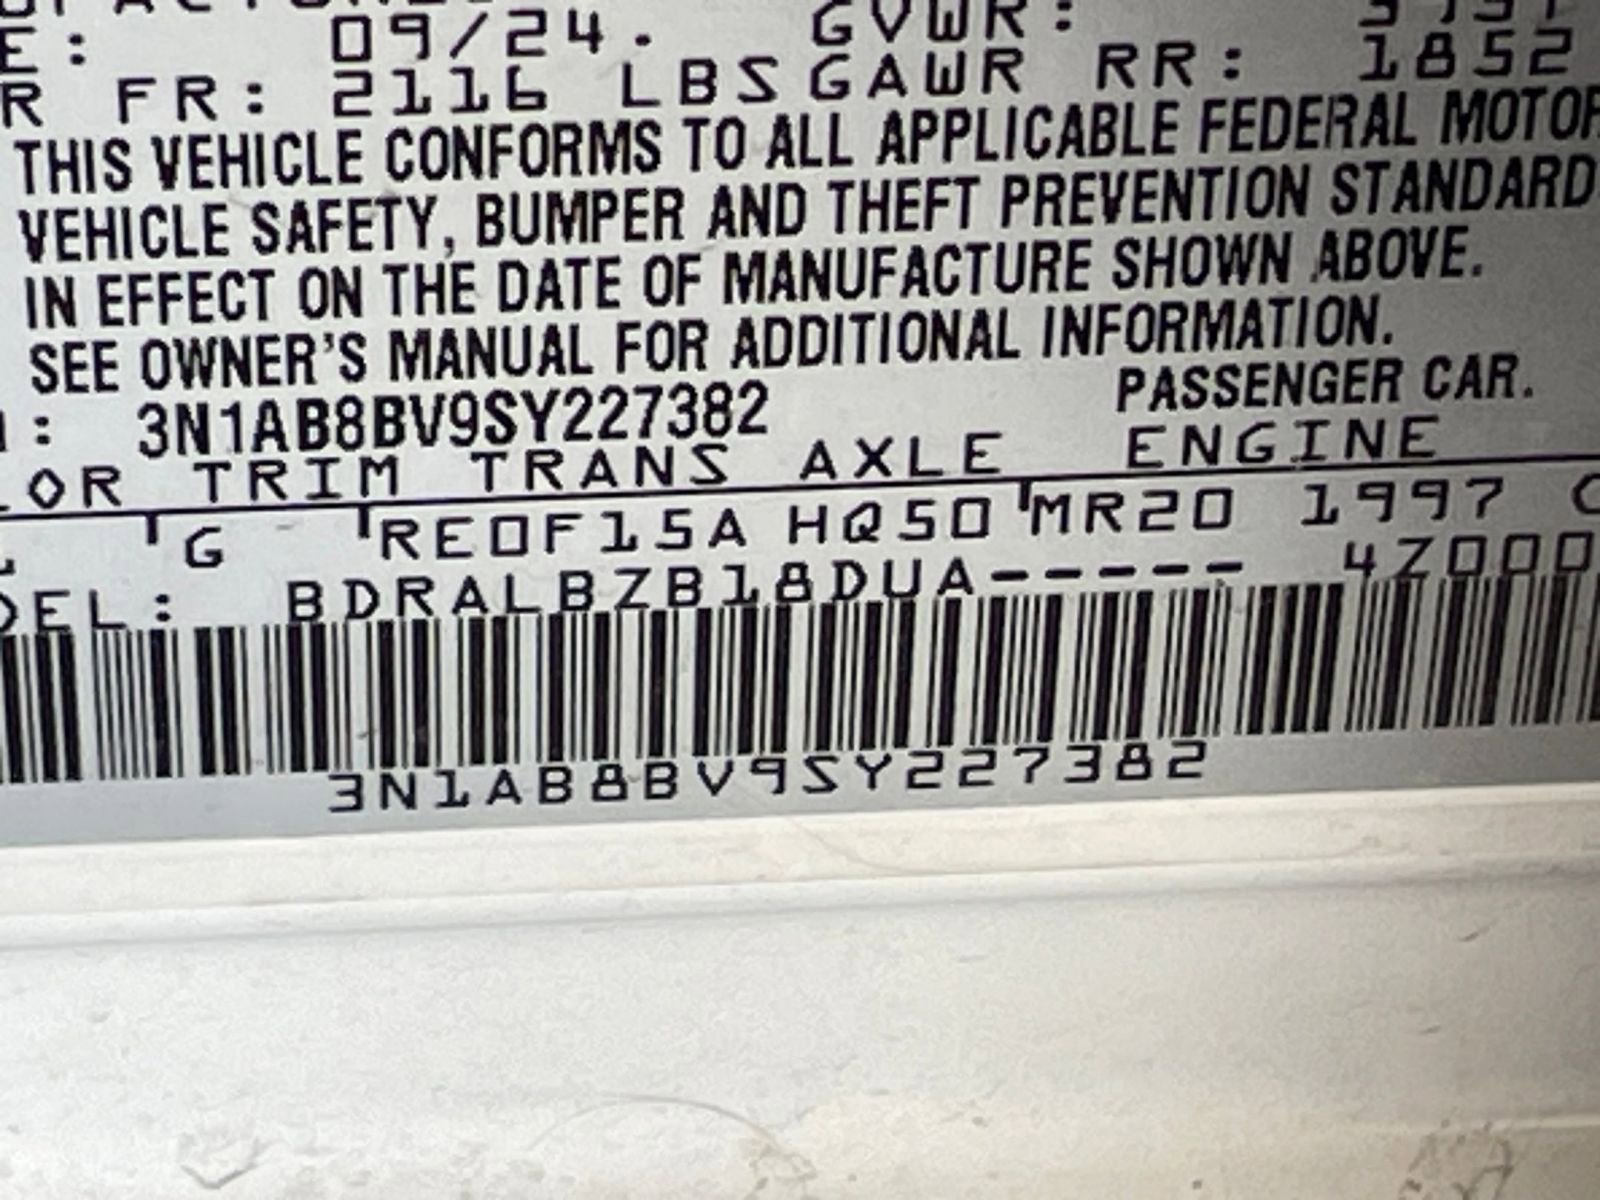 E: 09/24. GVWR:
R FR: 2116 LBS GAWR RR: 1852
THIS VEHICLE CONFORMS TO ALL APPLICABLE FEDERAL MOTOR
VEHICLE SAFETY, BUMPER AND THEFT PREVENTION STANDARD
IN EFFECT ON THE DATE OF MANUFACTURE SHOWN ABOVE.
SEE OWNER'S MANUAL FOR ADDITIONAL INFORMATION.
: 3N1AB8BV9SY227382 PASSENGER CAR.
LOR TRIM TRANS AXLE ENGINE
G RE0F15A HQ50 MR20 1997 C
DEL: BDRALBZB18DUA----- 4Z000
3N1AB8BV9SY227382